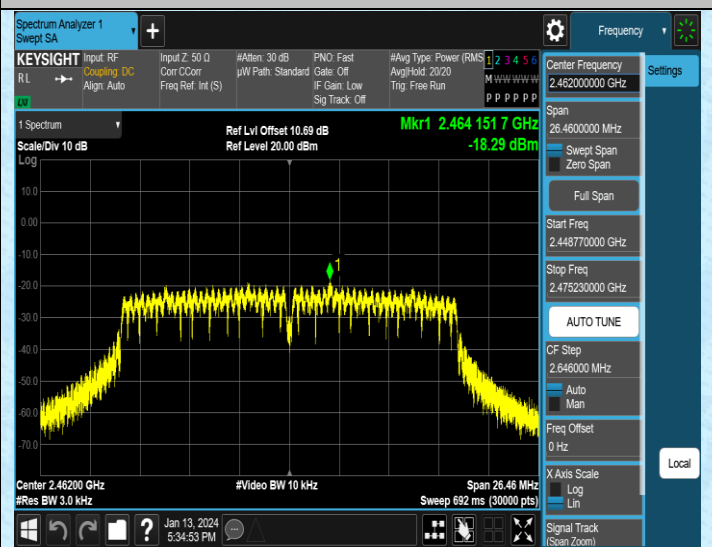 Spectrum Analyzer 1
Swept SA
+
Frequency
KEYSIGHT
RL
LXI
Input: RF
Coupling: DC
Align: Auto
Input Z: 50 Ω
Corr CCorr
Freq Ref: Int (S)
#Atten: 30 dB
µW Path: Standard
PNO: Fast
Gate: Off
IF Gain: Low
Sig Track: Off
#Avg Type: Power (RMS
Avg|Hold: 20/20
Trig: Free Run
1 2 3 4 5 6
M W W W W W
P P P P P P
1 Spectrum
Scale/Div 10 dB
Log
Ref Lvl Offset 10.69 dB
Ref Level 20.00 dBm
Mkr1 2.464 151 7 GHz
-18.29 dBm
10.0
0.00
-10.0
-20.0
-30.0
-40.0
-50.0
-60.0
-70.0
1
Center 2.46200 GHz
#Res BW 3.0 kHz
#Video BW 10 kHz
Span 26.46 MHz
Sweep 692 ms (30000 pts)
?
Jan 13, 2024
5:34:53 PM
Center Frequency
2.462000000 GHz
Span
26.4600000 MHz
Swept Span
Zero Span
Full Span
Start Freq
2.448770000 GHz
Stop Freq
2.475230000 GHz
AUTO TUNE
CF Step
2.646000 MHz
Auto
Man
Freq Offset
0 Hz
X Axis Scale
Log
Lin
Signal Track
(Span Zoom)
Settings
Local